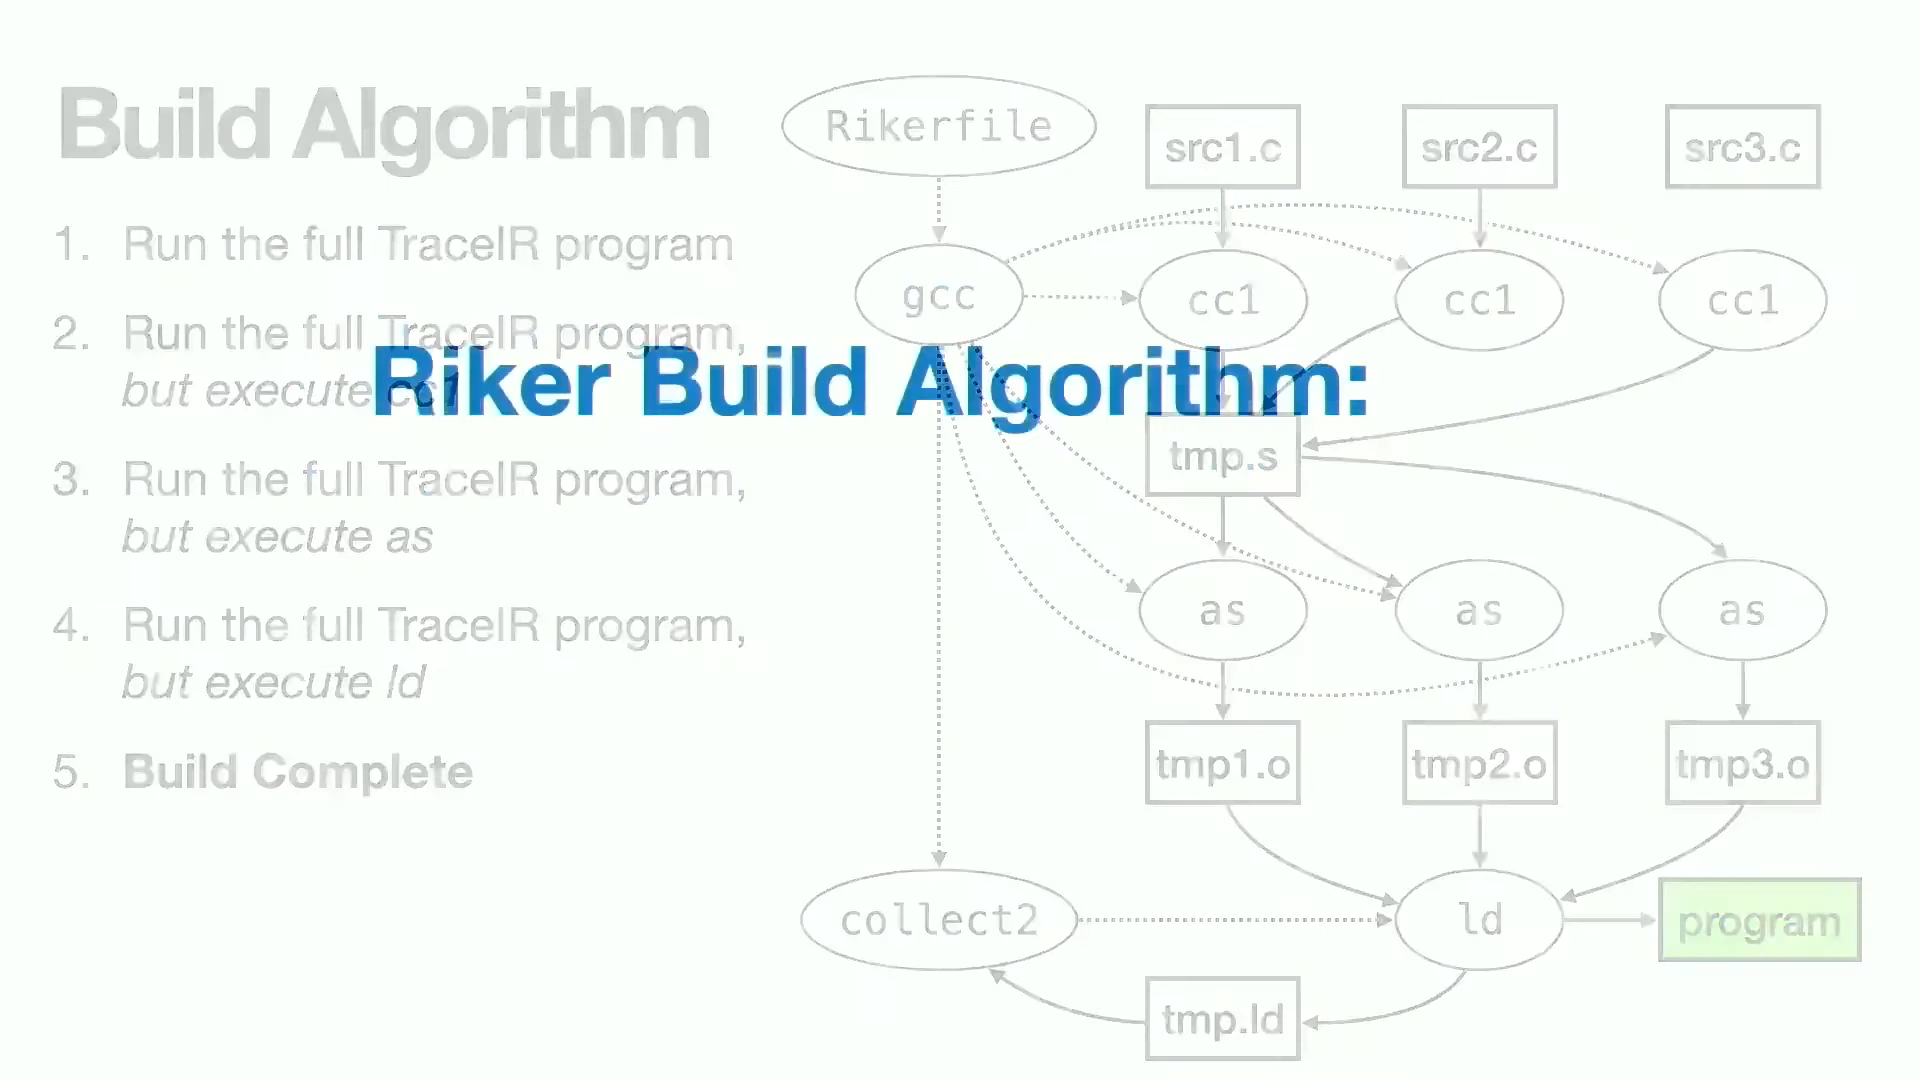 Build Algorithm
1. Run the full TraceIR program
2. Run the full TraceIR program,
but execute cc1
3. Run the full TraceIR program,
but execute as
4. Run the full TraceIR program,
but execute ld
5. Build Complete
Riker Build Algorithm:
Rikerfile
src1.c
src2.c
src3.c
gcc
cc1
cc1
cc1
tmp.s
as
as
as
tmp1.o
tmp2.o
tmp3.o
collect2
ld
program
tmp.ld